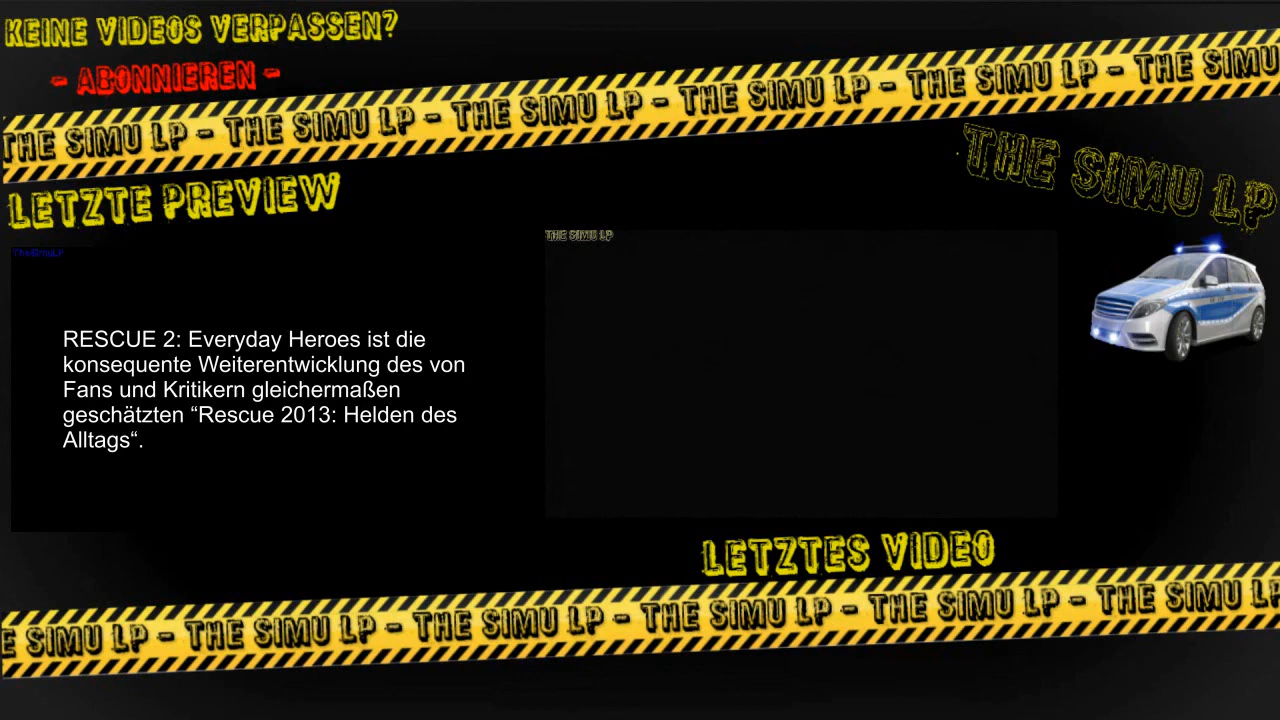 KEINE VIDEOS VERPASSEN?
- ABONNIEREN -
THE SIMU LP - THE SIMU LP - THE SIMU LP - THE SIMU LP - THE SIMU LP - THE SIMU
THE SIMU LP
LETZTE PREVIEW
TheSimuLP
THE SIMU LP
RESCUE 2: Everyday Heroes ist die
konsequente Weiterentwicklung des von
Fans und Kritikern gleichermaßen
geschätzten “Rescue 2013: Helden des
Alltags“.
LETZTES VIDEO
E SIMU LP - THE SIMU LP - THE SIMU LP - THE SIMU LP - THE SIMU LP - THE SIMU LP